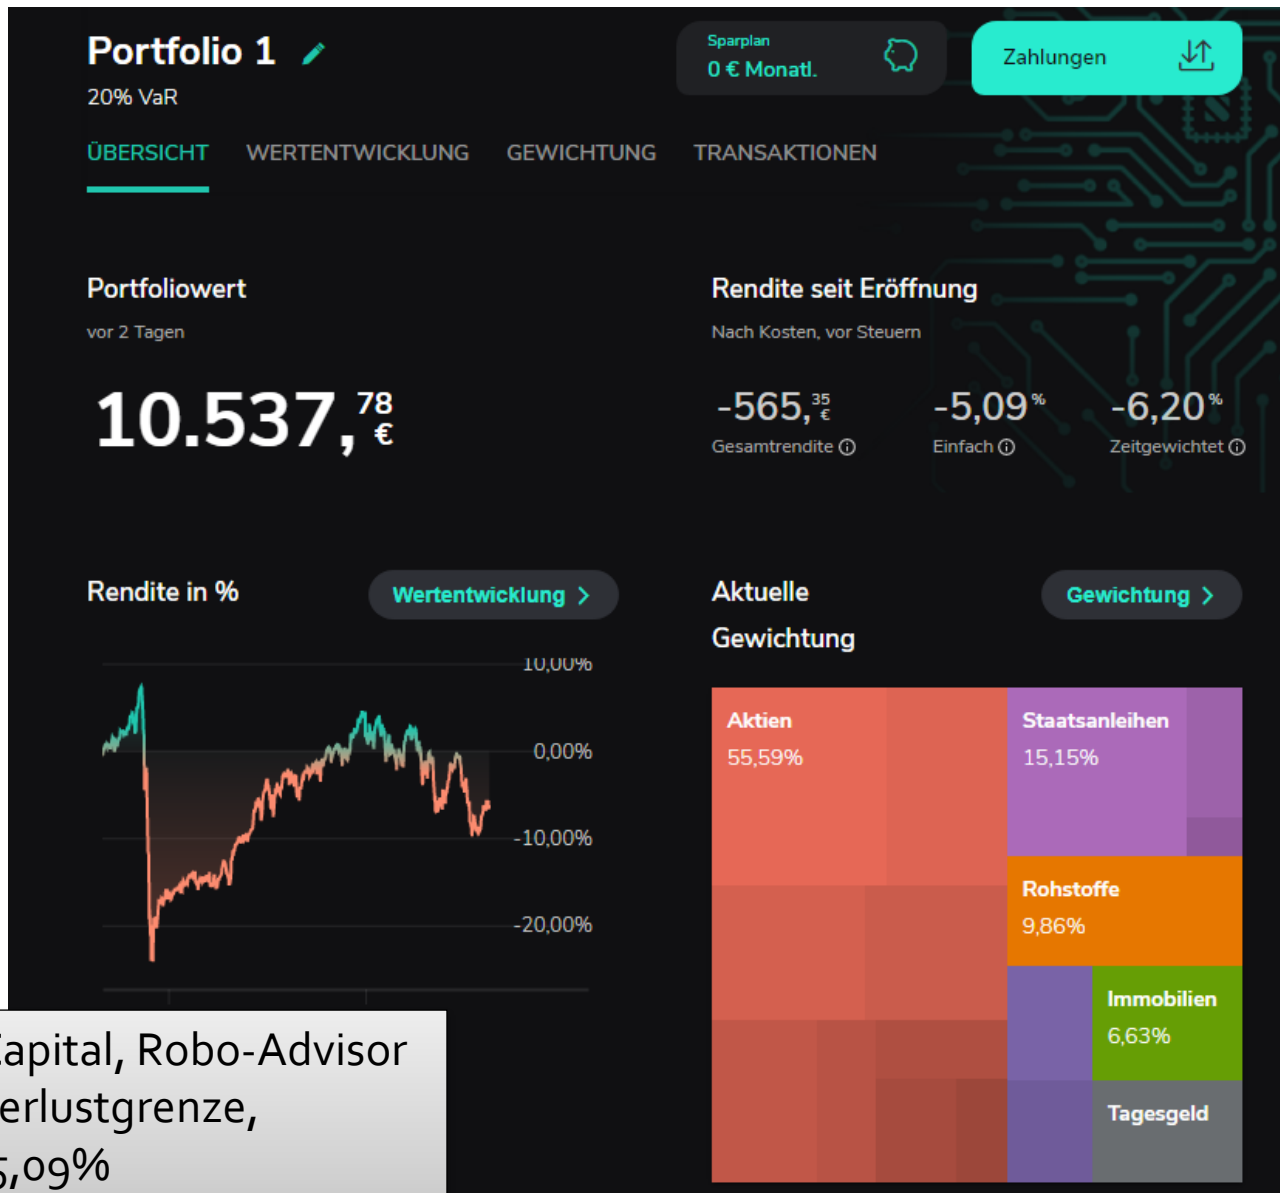 Portfolio 1
20% VaR
Sparplan
0 € Monatl.
Zahlungen
ÜBERSICHT WERTENTWICKLUNG GEWICHTUNG TRANSAKTIONEN
Portfoliowert
vor 2 Tagen
10.537,78 €
Rendite seit Eröffnung
Nach Kosten, vor Steuern
-565,35 € -5,09% -6,20%
Gesamtrendite Einfach Zeitgewichtet
Rendite in %
Wertentwicklung >
10,00%
0,00%
-10,00%
-20,00%
Aktuelle
Gewichtung
Gewichtung >
Aktien
55,59%
Staatsanleihen
15,15%
Rohstoffe
9,86%
Immobilien
6,63%
Tagesgeld
apital, Robo-Advisor
erlustgrenze,
5,09%